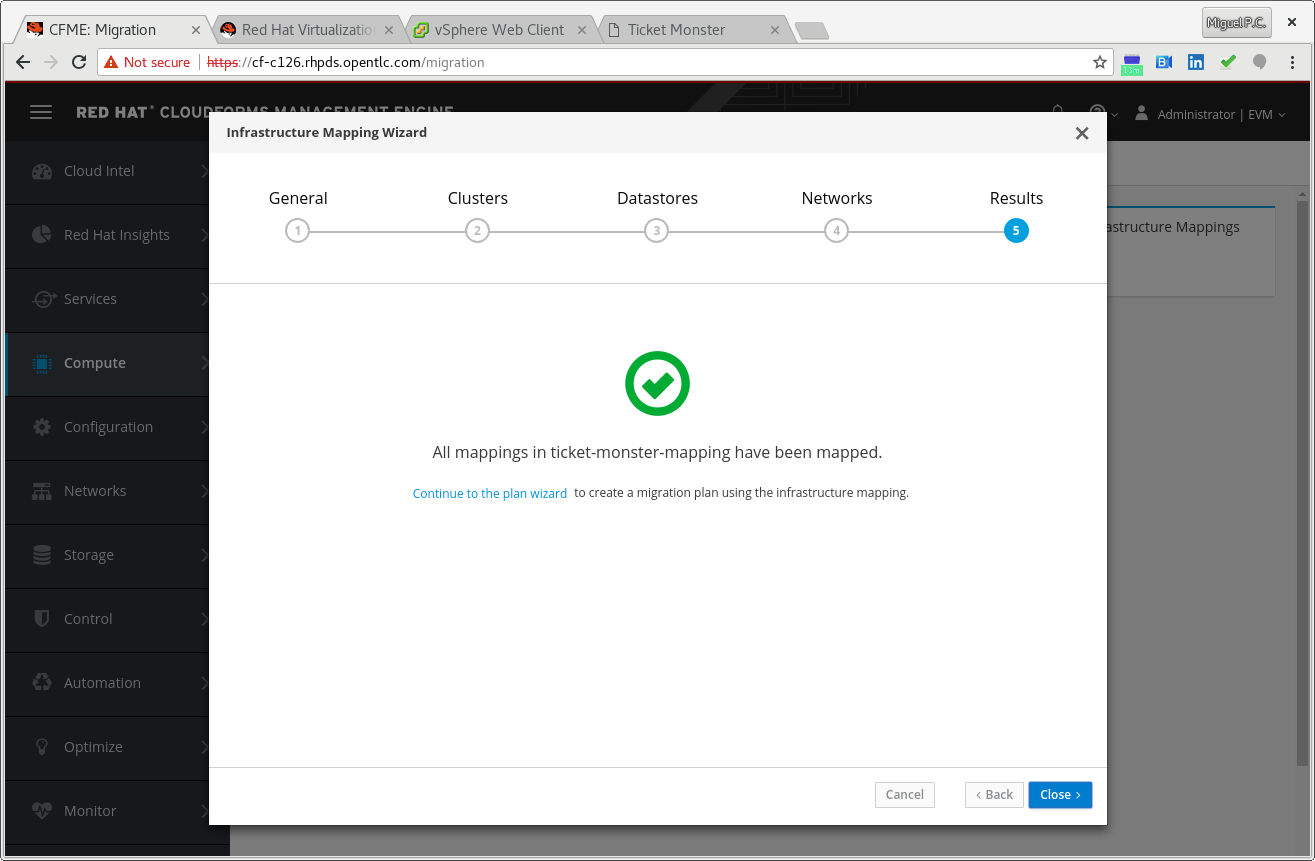 CFME: Migration
Red Hat Virtualizatio
vSphere Web Client
Ticket Monster
Miguel P.C.
Not secure
https://cf-c126.rhpds.opentlc.com/migration
RED HAT® CLOUDFORMS MANAGEMENT ENGINE
Administrator | EVM
Infrastructure Mapping Wizard
Cloud Intel
Red Hat Insights
Services
Compute
Configuration
Networks
Storage
Control
Automation
Optimize
Monitor
General
Clusters
Datastores
Networks
Results
1
2
3
4
5
astructure Mappings
All mappings in ticket-monster-mapping have been mapped.
Continue to the plan wizard to create a migration plan using the infrastructure mapping.
Cancel
< Back
Close >